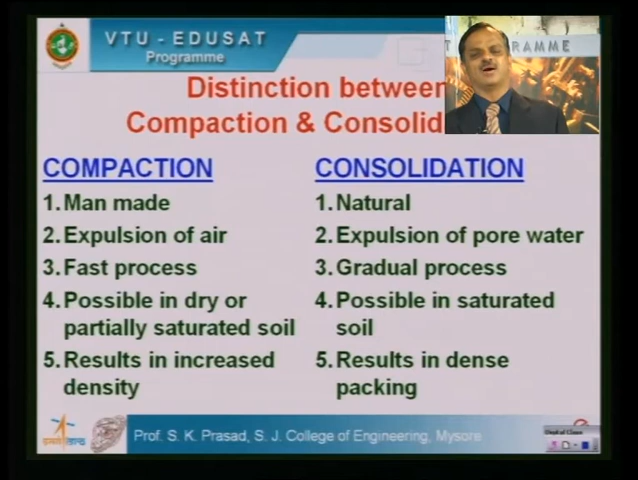 VTU - EDUSAT
Programme
RAMME
Distinction between
Compaction & Consolid
COMPACTION
1. Man made
2. Expulsion of air
3. Fast process
4. Possible in dry or
partially saturated soil
5. Results in increased
density
CONSOLIDATION
1. Natural
2. Expulsion of pore water
3. Gradual process
4. Possible in saturated
soil
5. Results in dense
packing
Prof. S. K. Prasad, S. J. College of Engineering, Mysore